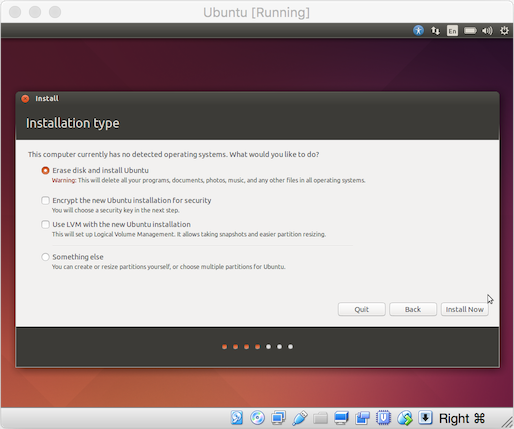 Ubuntu [Running]
En
Install
Installation type
This computer currently has no detected operating systems. What would you like to do?
Erase disk and install Ubuntu
Warning: This will delete all your programs, documents, photos, music, and any other files in all operating systems.
Encrypt the new Ubuntu installation for security
You will choose a security key in the next step.
Use LVM with the new Ubuntu installation
This will set up Logical Volume Management. It allows taking snapshots and easier partition resizing.
Something else
You can create or resize partitions yourself, or choose multiple partitions for Ubuntu.
Quit Back Install Now
Right ⌘